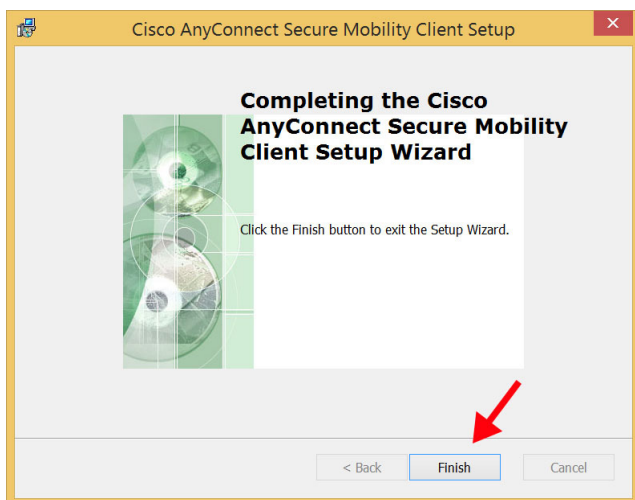 Cisco AnyConnect Secure Mobility Client Setup
Completing the Cisco
AnyConnect Secure Mobility
Client Setup Wizard
Click the Finish button to exit the Setup Wizard.
< Back Finish Cancel